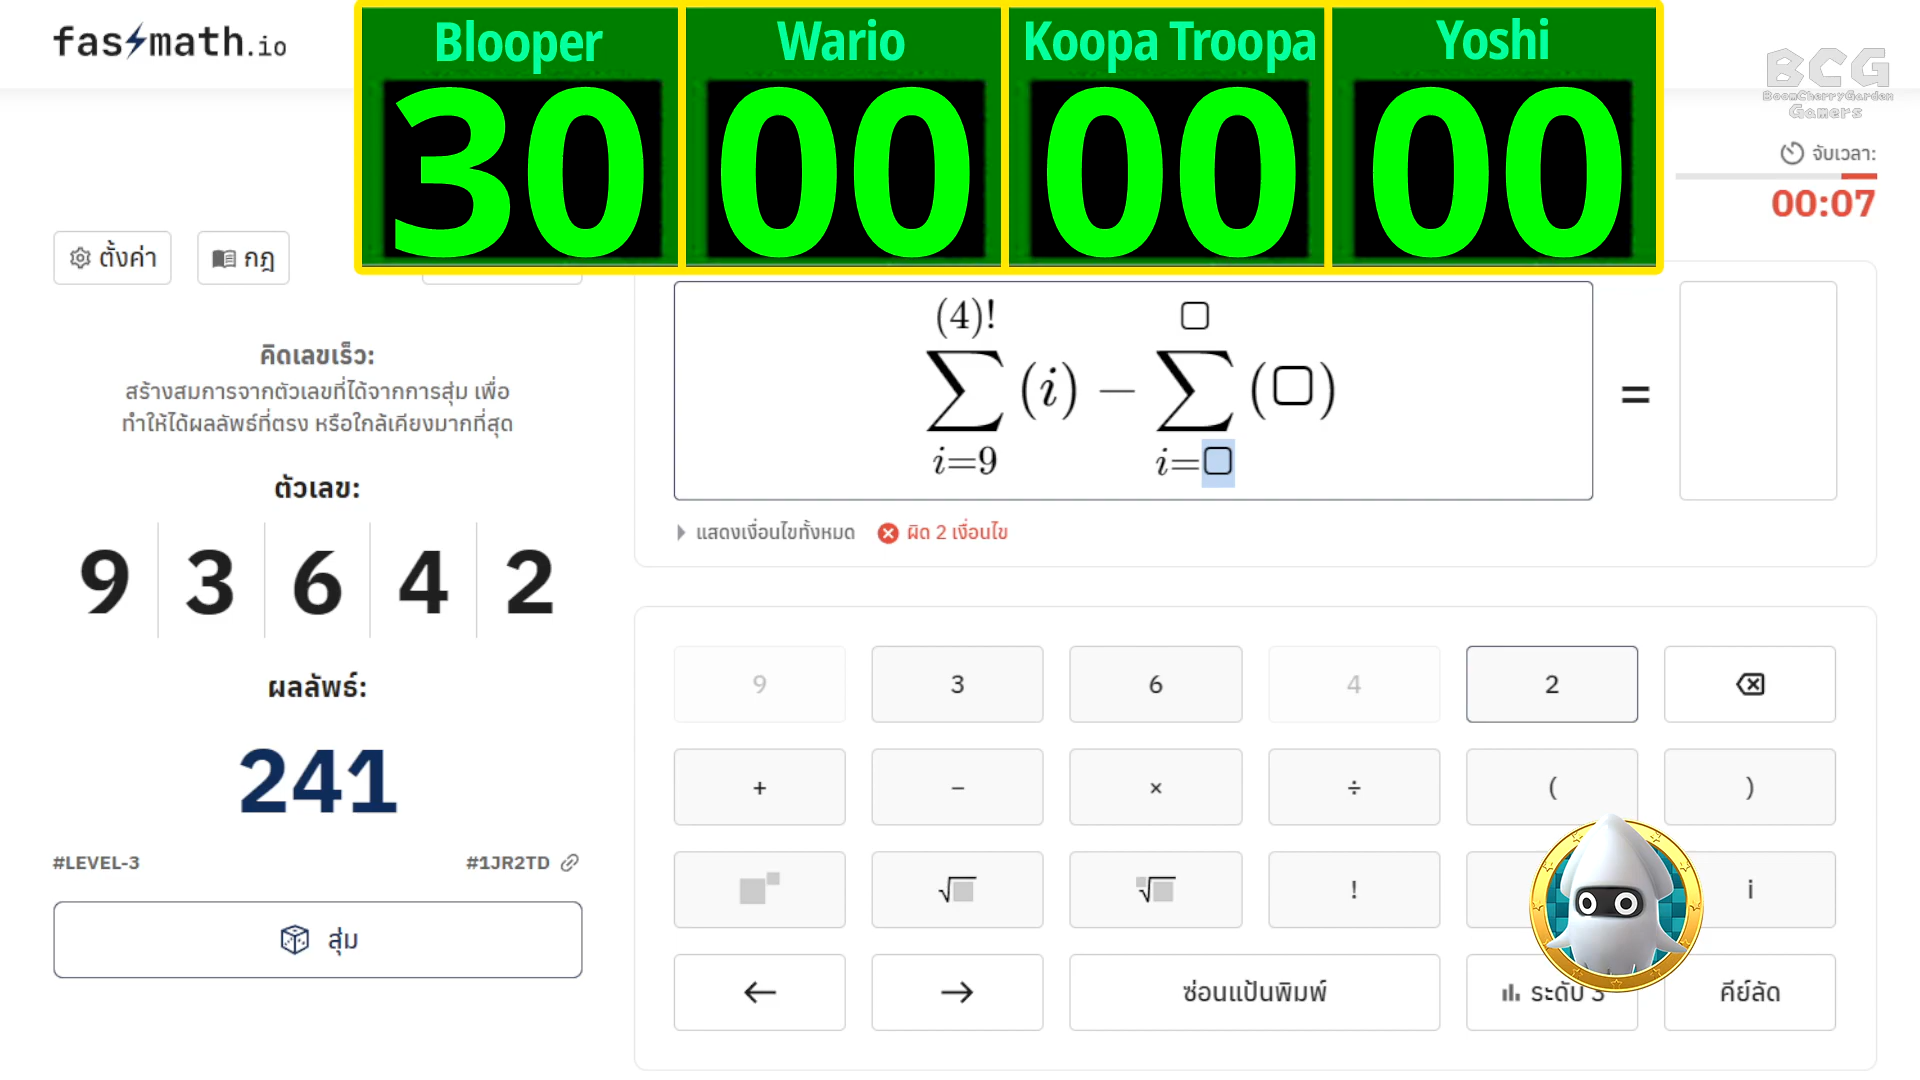 fasmath.io
Blooper
Wario
Koopa Troopa
Yoshi
30
00
00
00
BCG
BoomCherryGarden
Gamers
จับเวลา:
00:07
ตั้งค่า
กฎ
คิดเลขเร็ว:
สร้างสมการจากตัวเลขที่ได้จากการสุ่ม เพื่อ
ทำให้ได้ผลลัพธ์ที่ตรง หรือใกล้เคียงมากที่สุด
ตัวเลข:
9 3 6 4 2
ผลลัพธ์:
241
#LEVEL-3
#1JR2TD
สุ่ม
(4)! □
∑ (i) − ∑ (□) =
i=9 i=□
แสดงเงื่อนไขทั้งหมด
ผิด 2 เงื่อนไข
9 3 6 4 2
+ − × ÷ ( )
√ √ ! i
← → ซ่อนแป้นพิมพ์ ระดับ 3 คีย์ลัด